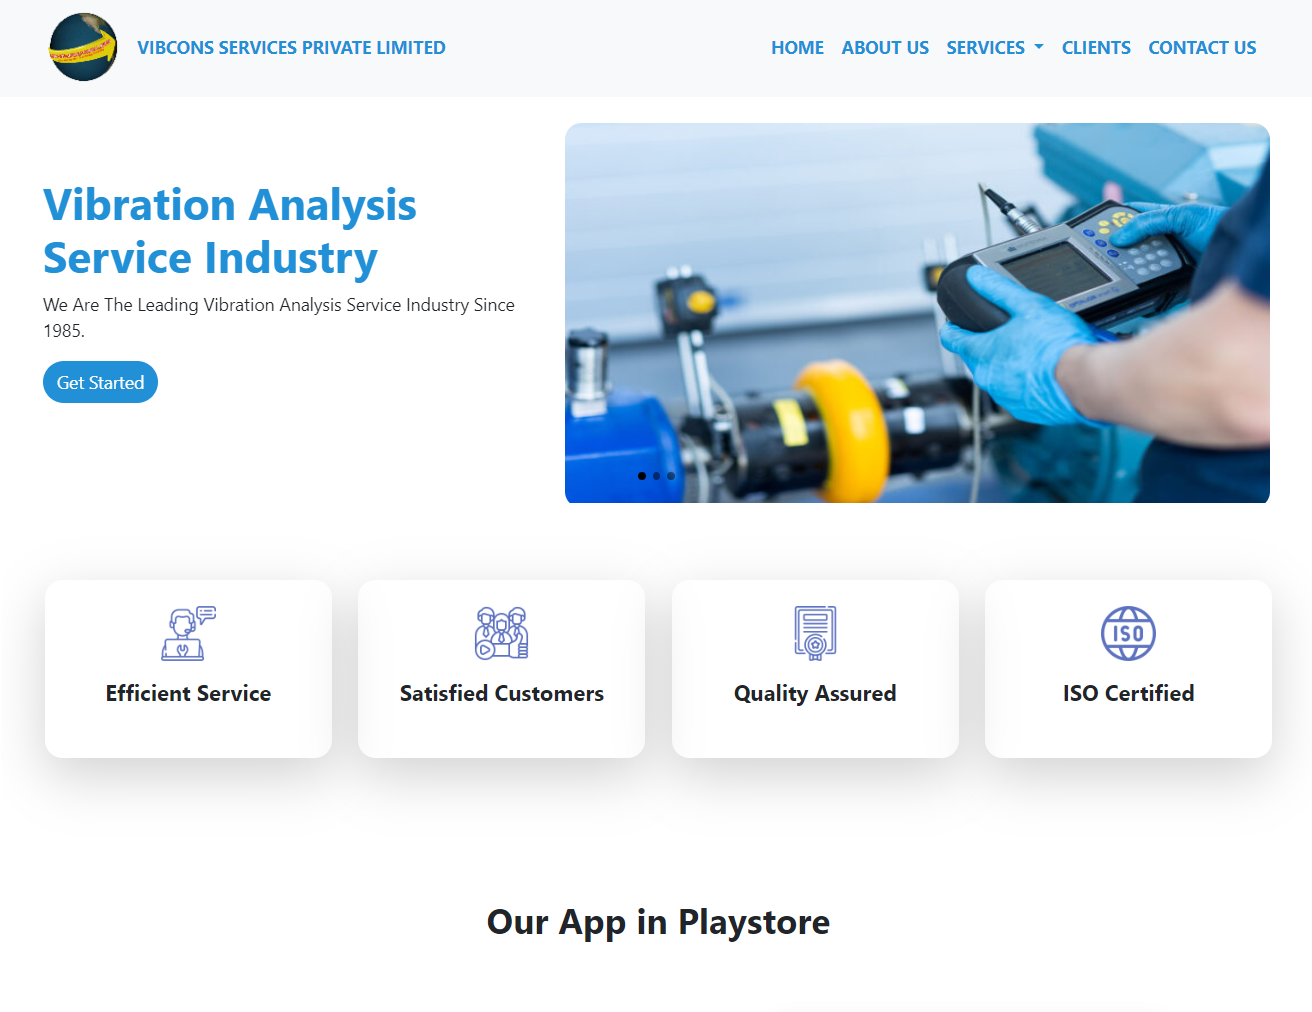 VIBCONS SERVICES PRIVATE LIMITED
HOME ABOUT US SERVICES CLIENTS CONTACT US
Vibration Analysis
Service Industry
We Are The Leading Vibration Analysis Service Industry Since
1985.
Get Started
Efficient Service
Satisfied Customers
Quality Assured
ISO
ISO Certified
Our App in Playstore